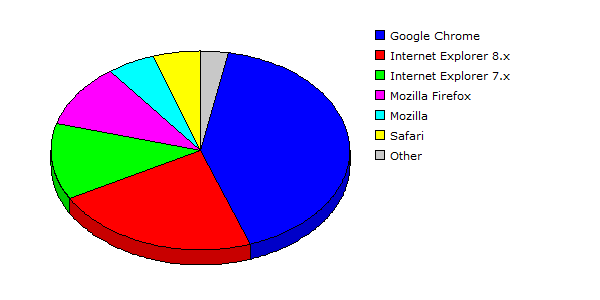 Google Chrome
Internet Explorer 8.x
Internet Explorer 7.x
Mozilla Firefox
Mozilla
Safari
Other